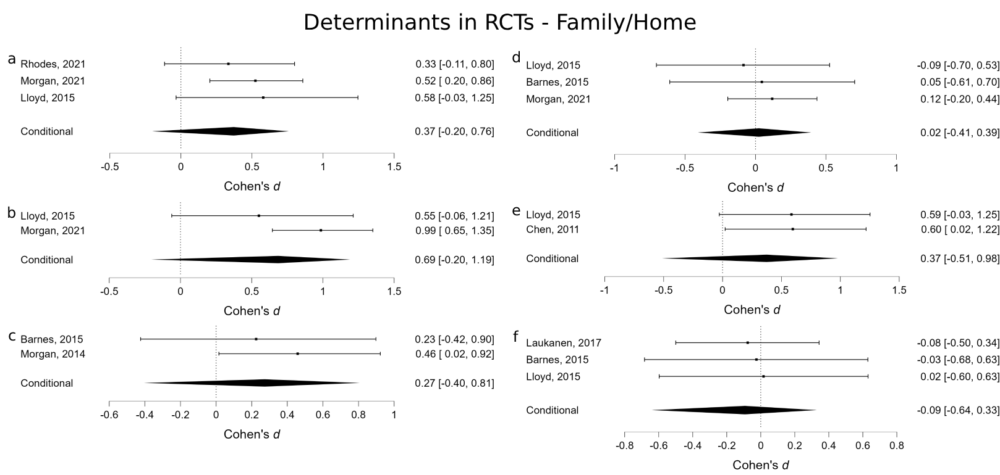 Determinants in RCTs - Family/Home
a
Rhodes, 2021 0.33 [-0.11, 0.80]
Morgan, 2021 0.52 [ 0.20, 0.86]
Lloyd, 2015 0.58 [-0.03, 1.25]
Conditional 0.37 [-0.20, 0.76]
-0.5 0 0.5 1 1.5
Cohen's d
b
Lloyd, 2015 0.55 [-0.06, 1.21]
Morgan, 2021 0.99 [ 0.65, 1.35]
Conditional 0.69 [-0.20, 1.19]
-0.5 0 0.5 1 1.5
Cohen's d
c
Barnes, 2015 0.23 [-0.42, 0.90]
Morgan, 2014 0.46 [ 0.02, 0.92]
Conditional 0.27 [-0.40, 0.81]
-0.6 -0.4 -0.2 0 0.2 0.4 0.6 0.8 1
Cohen's d
d
Lloyd, 2015 -0.09 [-0.70, 0.53]
Barnes, 2015 0.05 [-0.61, 0.70]
Morgan, 2021 0.12 [-0.20, 0.44]
Conditional 0.02 [-0.41, 0.39]
-1 -0.5 0 0.5 1
Cohen's d
e
Lloyd, 2015 0.59 [-0.03, 1.25]
Chen, 2011 0.60 [ 0.02, 1.22]
Conditional 0.37 [-0.51, 0.98]
-1 -0.5 0 0.5 1 1.5
Cohen's d
f
Laukanen, 2017 -0.08 [-0.50, 0.34]
Barnes, 2015 -0.03 [-0.68, 0.63]
Lloyd, 2015 0.02 [-0.60, 0.63]
Conditional -0.09 [-0.64, 0.33]
-0.8 -0.6 -0.4 -0.2 0 0.2 0.4 0.6 0.8
Cohen's d